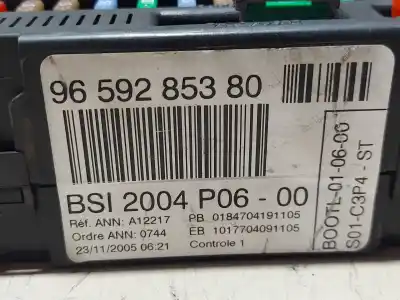 96 592 853 80
BSI 2004 P06 - 00
Réf. ANN: A12217 PB 0184704191105
Ordre ANN: 0744 EB 1017704091105
23/11/2005 06:21 Controle 1
BOOTL-01-06-00
S01-C3P4 - ST